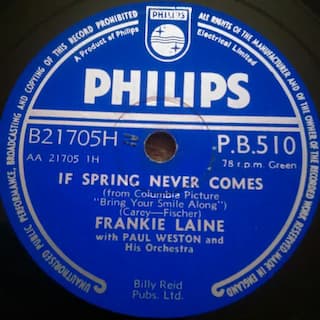 ALL RIGHTS OF THE MANUFACTURER AND OF THE OWNER OF THE RECORDED WORK RESERVED. MADE IN ENGLAND. UNAUTHORISED PUBLIC PERFORMANCE, BROADCASTING AND COPYING OF THIS RECORD PROHIBITED
PHILIPS
A Product of Philips Electrical Limited
PHILIPS
B21705H P.B.510
AA 21705 1H 78 r.p.m. Green
IF SPRING NEVER COMES
(from Columbia Picture
"Bring Your Smile Along")
(Carey—Fischer)
FRANKIE LAINE
with PAUL WESTON and
His Orchestra
Billy Reid
Pubs. Ltd.